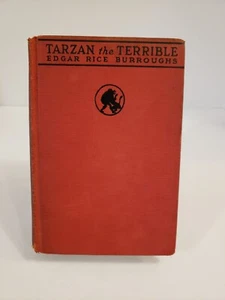 TARZAN the TERRIBLE
EDGAR RICE BURROUGHS